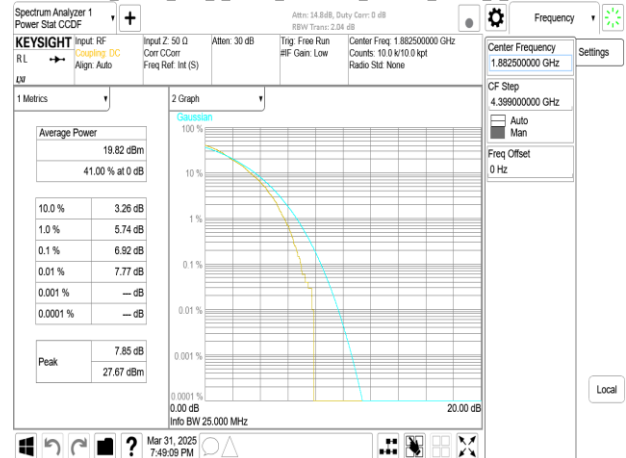 Spectrum Analyzer 1
Power Stat CCDF
Attn: 14.8dB, Duty Corr: 0 dB
RBW Trans: 2.04 dB
Frequency
KEYSIGHT
RL
LXI
Input: RF
Coupling: DC
Align: Auto
Input Z: 50 Ω
Corr CCorr
Freq Ref: Int (S)
Atten: 30 dB
Trig: Free Run
#IF Gain: Low
Center Freq: 1.882500000 GHz
Counts: 10.0 k/10.0 kpt
Radio Std: None
Center Frequency
1.882500000 GHz
Settings
CF Step
4.399000000 GHz
Auto
Man
Freq Offset
0 Hz
1 Metrics
Average Power
19.82 dBm
41.00 % at 0 dB
10.0 % 3.26 dB
1.0 % 5.74 dB
0.1 % 6.92 dB
0.01 % 7.77 dB
0.001 % --- dB
0.0001 % --- dB
Peak
7.85 dB
27.67 dBm
2 Graph
Gaussian
100 %
10 %
1 %
0.1 %
0.01 %
0.001 %
0.0001 %
0.00 dB 20.00 dB
Info BW 25.000 MHz
Local
?
Mar 31, 2025
7:49:09 PM